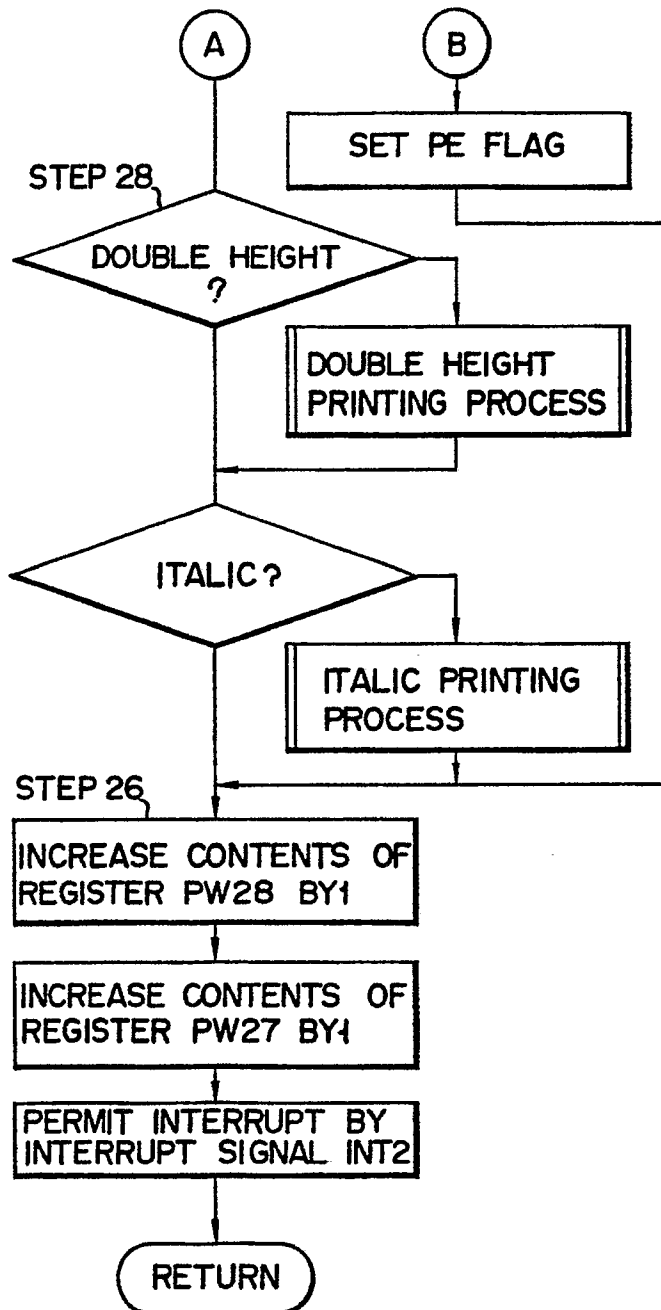 A
B
SET PE FLAG
STEP 28
DOUBLE HEIGHT
?
DOUBLE HEIGHT
PRINTING PROCESS
ITALIC?
ITALIC PRINTING
PROCESS
STEP 26
INCREASE CONTENTS OF
REGISTER PW28 BY1
INCREASE CONTENTS OF
REGISTER PW27 BY1
PERMIT INTERRUPT BY
INTERRUPT SIGNAL INT2
RETURN